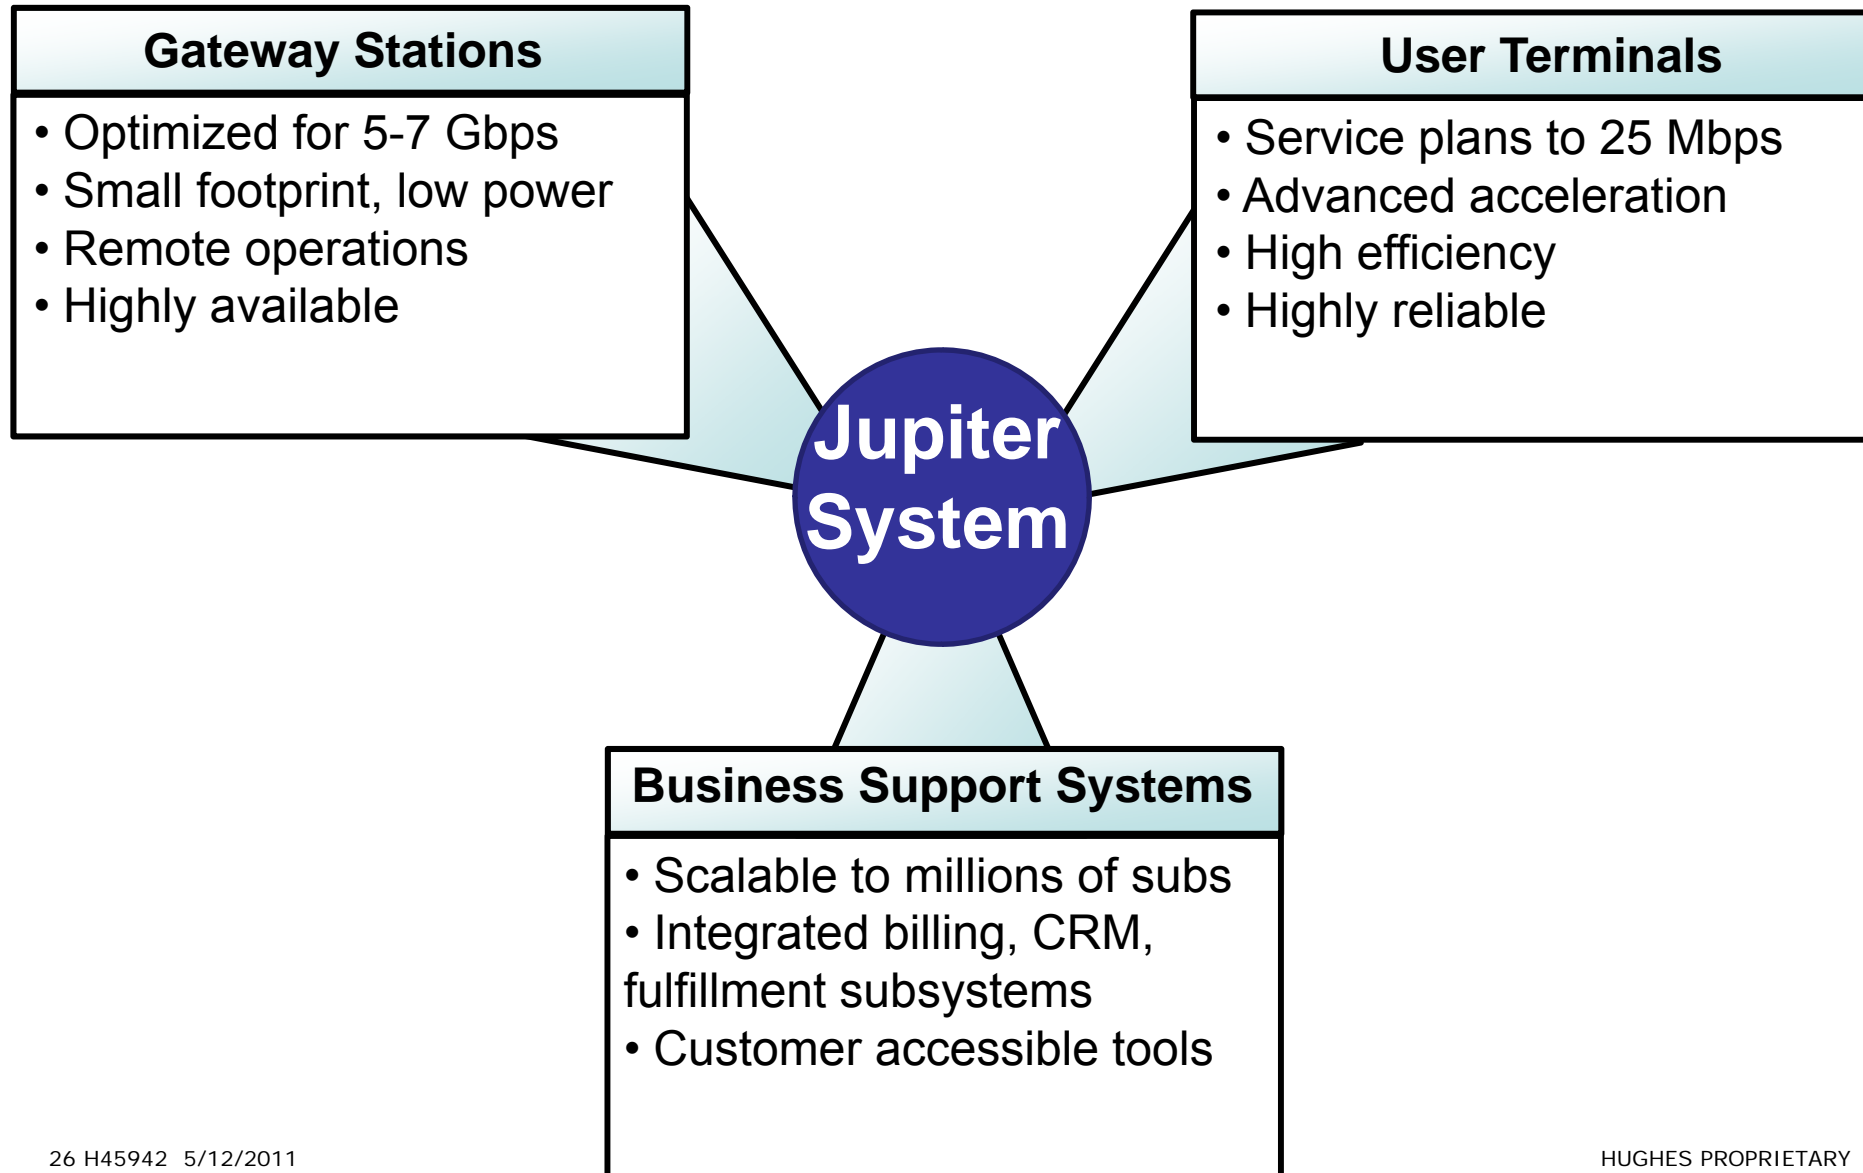 Gateway Stations
• Optimized for 5-7 Gbps
• Small footprint, low power
• Remote operations
• Highly available
User Terminals
• Service plans to 25 Mbps
• Advanced acceleration
• High efficiency
• Highly reliable
Jupiter
System
Business Support Systems
• Scalable to millions of subs
• Integrated billing, CRM,
fulfillment subsystems
• Customer accessible tools
26 H45942 5/12/2011
HUGHES PROPRIETARY